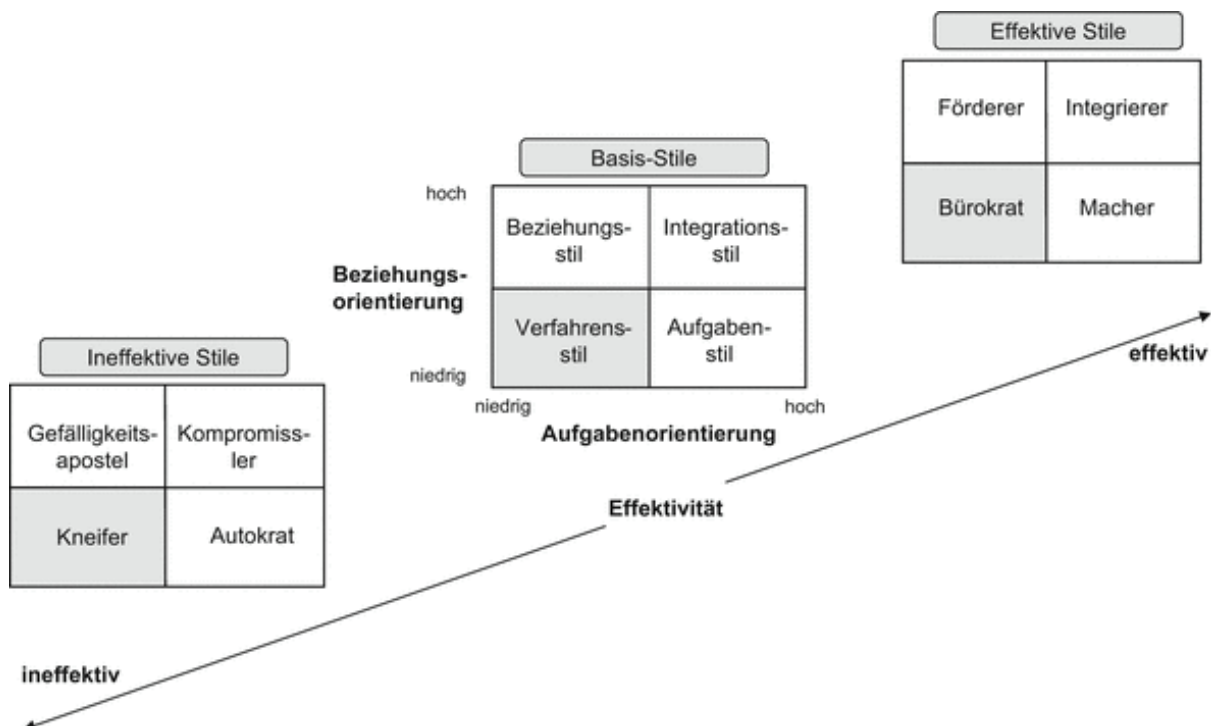 Effektive Stile
Förderer
Integrierer
Bürokrat
Macher
Basis-Stile
hoch
Beziehungs-
stil
Integrations-
stil
Beziehungs-
orientierung
Verfahrens-
stil
Aufgaben-
stil
niedrig
niedrig
hoch
Aufgabenorientierung
Ineffektive Stile
Gefälligkeits-
apostel
Kompromiss-
ler
Kneifer
Autokrat
effektiv
Effektivität
ineffektiv